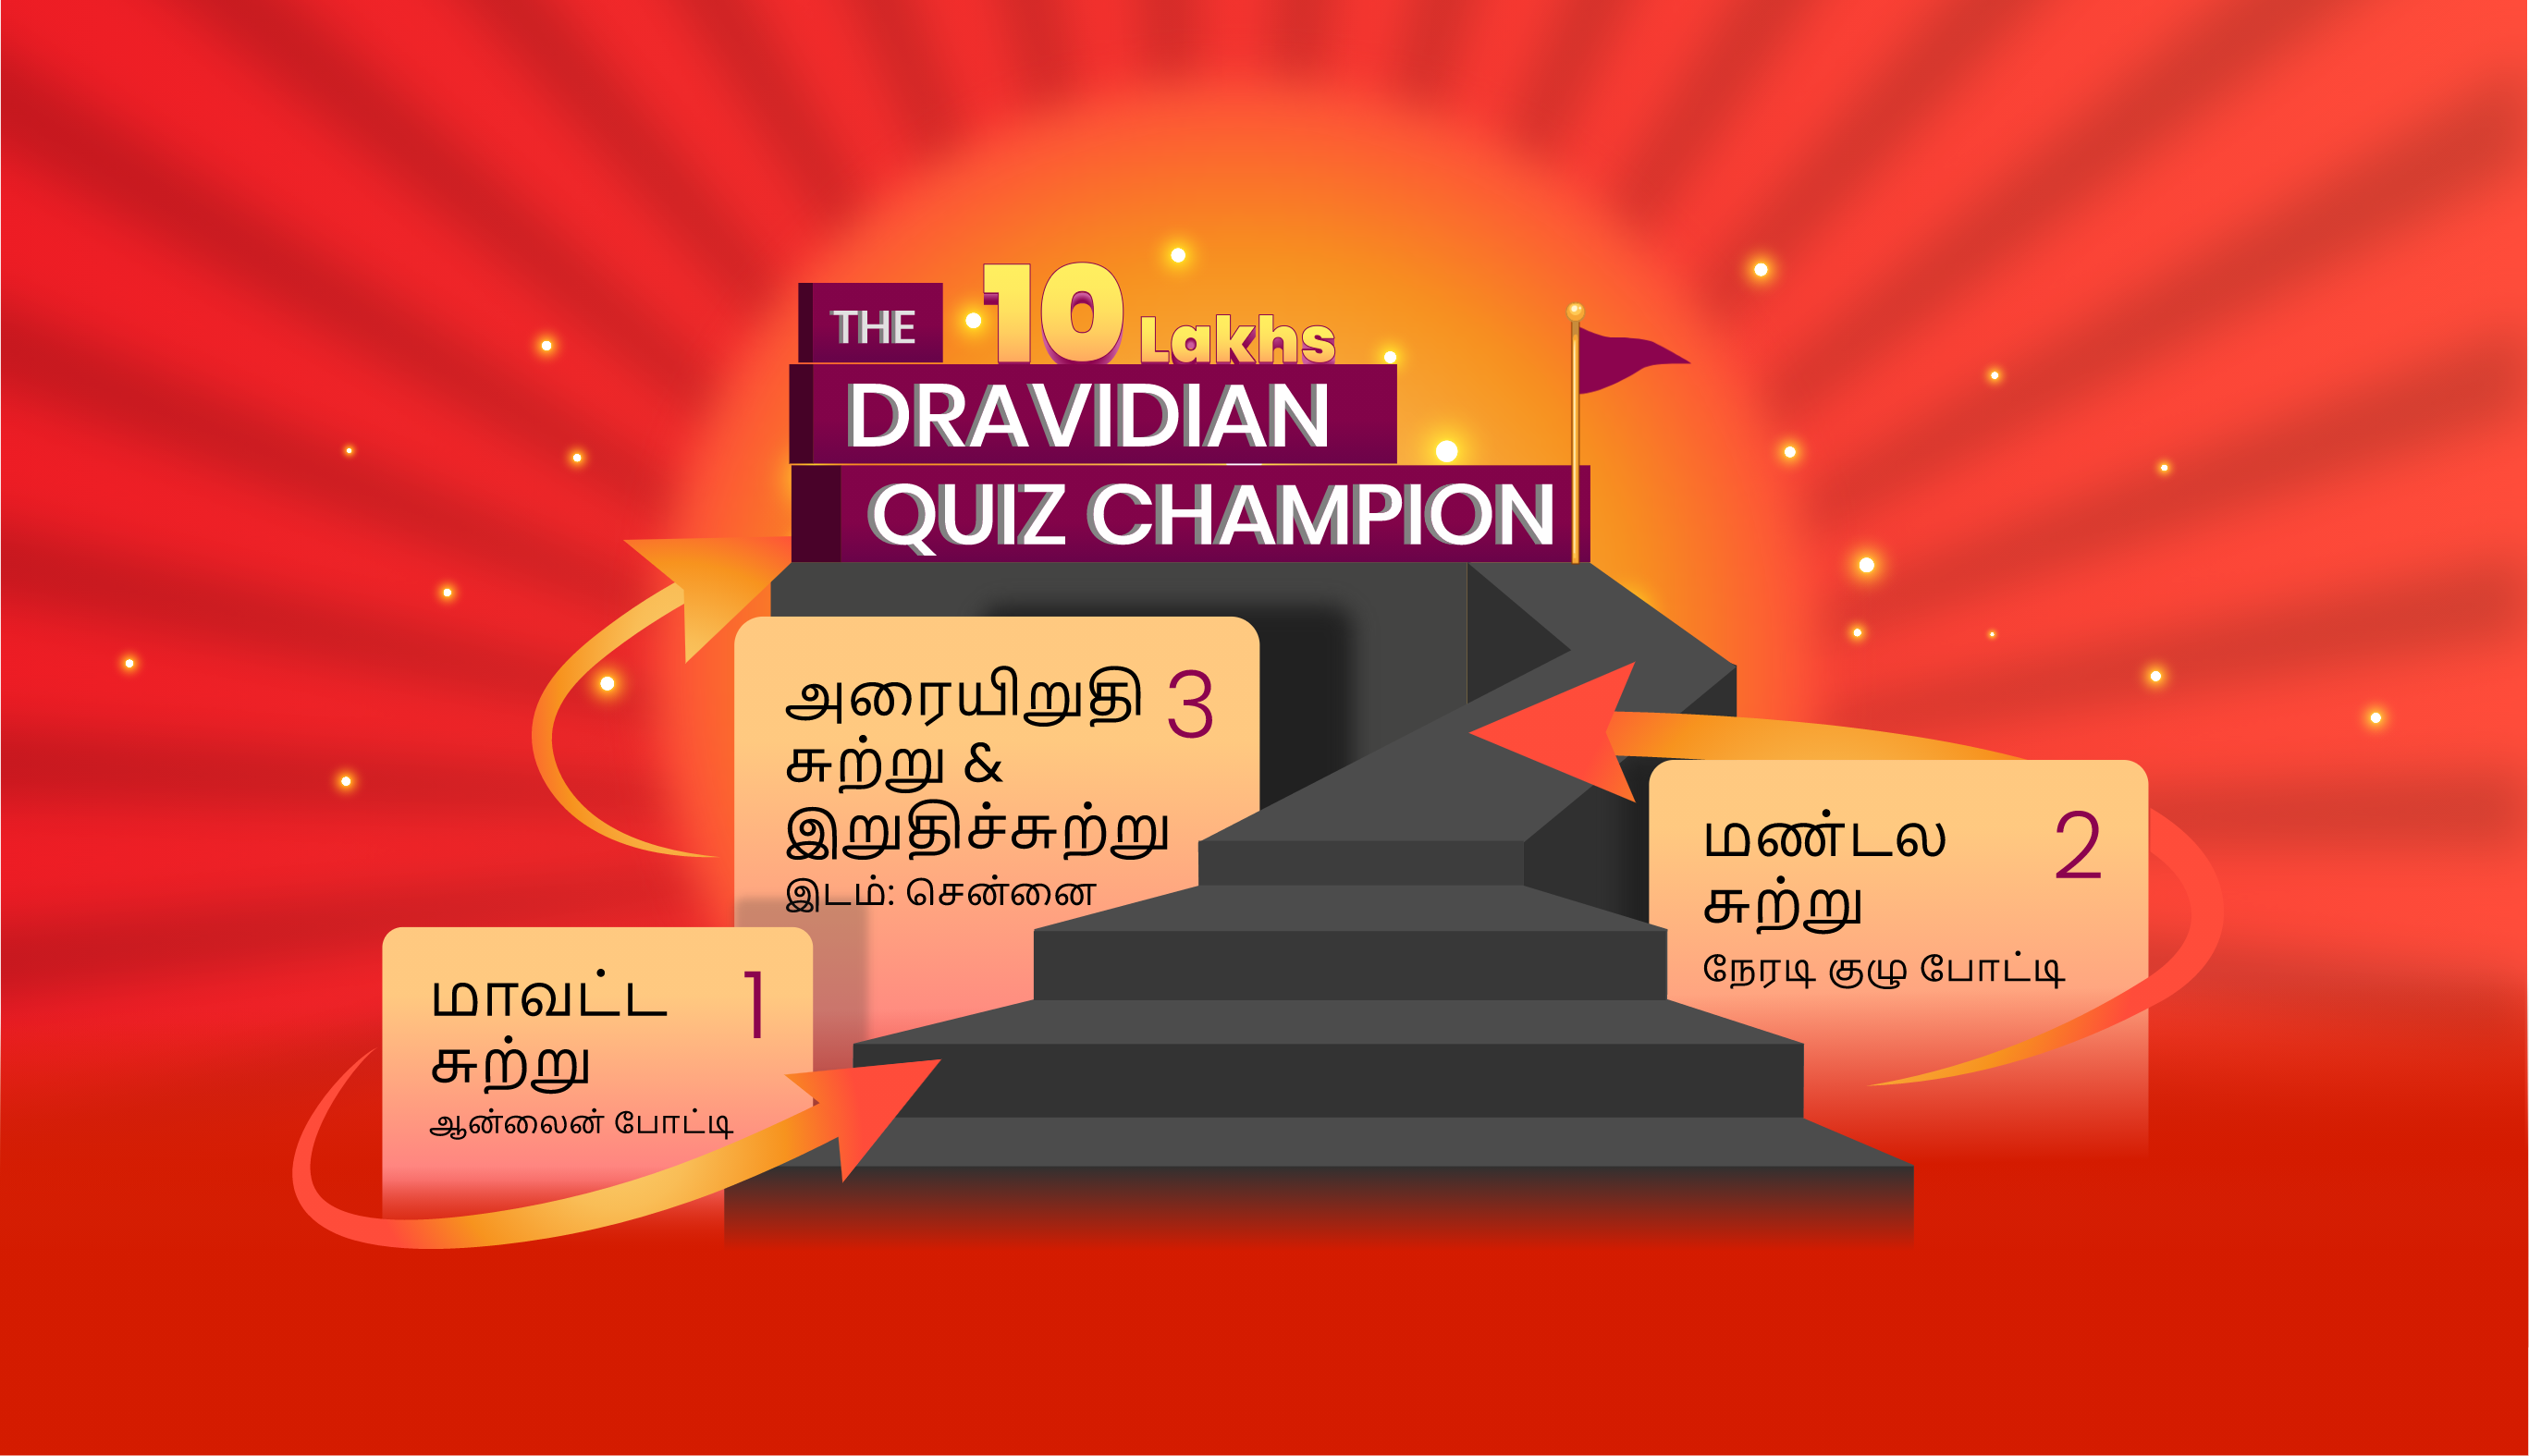 THE 10 Lakhs
DRAVIDIAN
QUIZ CHAMPION
அரையிறுதி 3
சுற்று &
இறுதிச்சுற்று
இடம்: சென்னை
மண்டல 2
சுற்று
நேரடி குழு போட்டி
மாவட்ட 1
சுற்று
ஆன்லைன் போட்டி